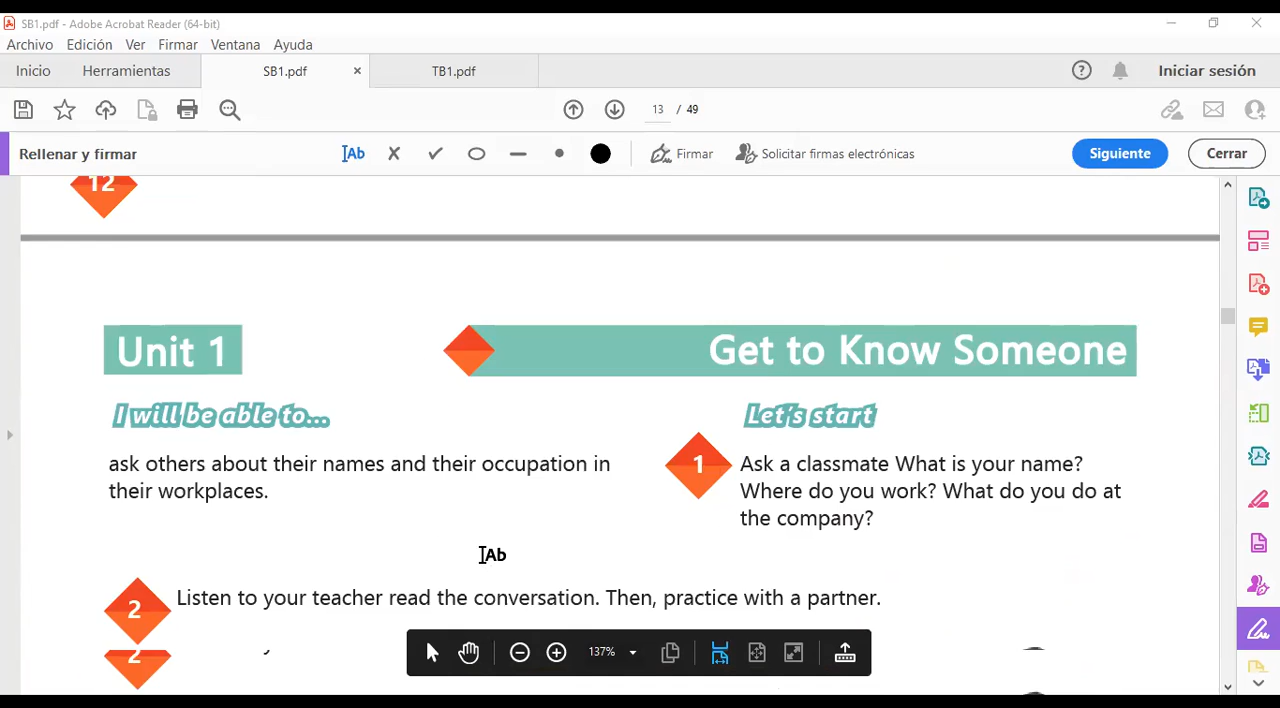 SB1.pdf - Adobe Acrobat Reader (64-bit)
Archivo Edición Ver Firmar Ventana Ayuda
Inicio Herramientas SB1.pdf × TB1.pdf Iniciar sesión
13 / 49
Rellenar y firmar Ab Firmar Solicitar firmas electrónicas Siguiente Cerrar
12
Unit 1 Get to Know Someone
I will be able to... Let's start
ask others about their names and their occupation in
their workplaces.
1 Ask a classmate What is your name?
Where do you work? What do you do at
the company?
Ab
2 Listen to your teacher read the conversation. Then, practice with a partner.
2
137%